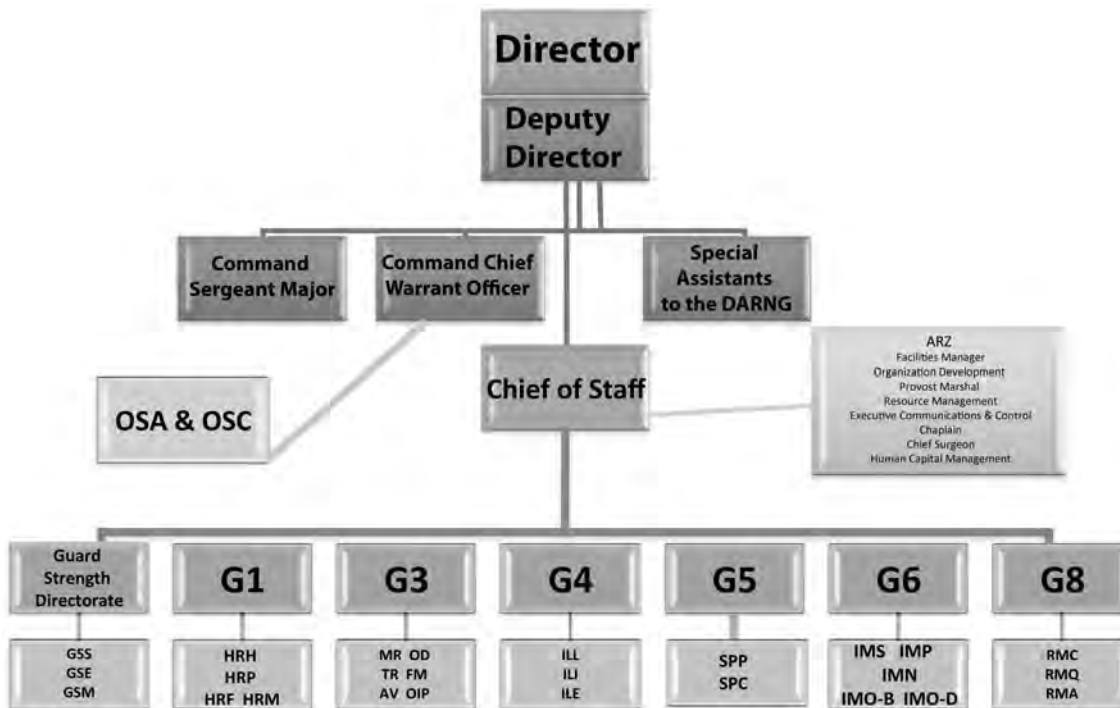 Director
Deputy
Director
Command
Sergeant Major
Command Chief
Warrant Officer
Special
Assistants
to the DARNG
OSA & OSC
Chief of Staff
ARZ
Facilities Manager
Organization Development
Provost Marshal
Resource Management
Executive Communications & Control
Chaplain
Chief Surgeon
Human Capital Management
Guard
Strength
Directorate
G1
G3
G4
G5
G6
G8
GSS
GSE
GSM
HRH
HRP
HRF HRM
MR OD
TR FM
AV OIP
ILL
ILI
ILE
SPP
SPC
IMS IMP
IMN
IMO-B IMO-D
RMC
RMQ
RMA